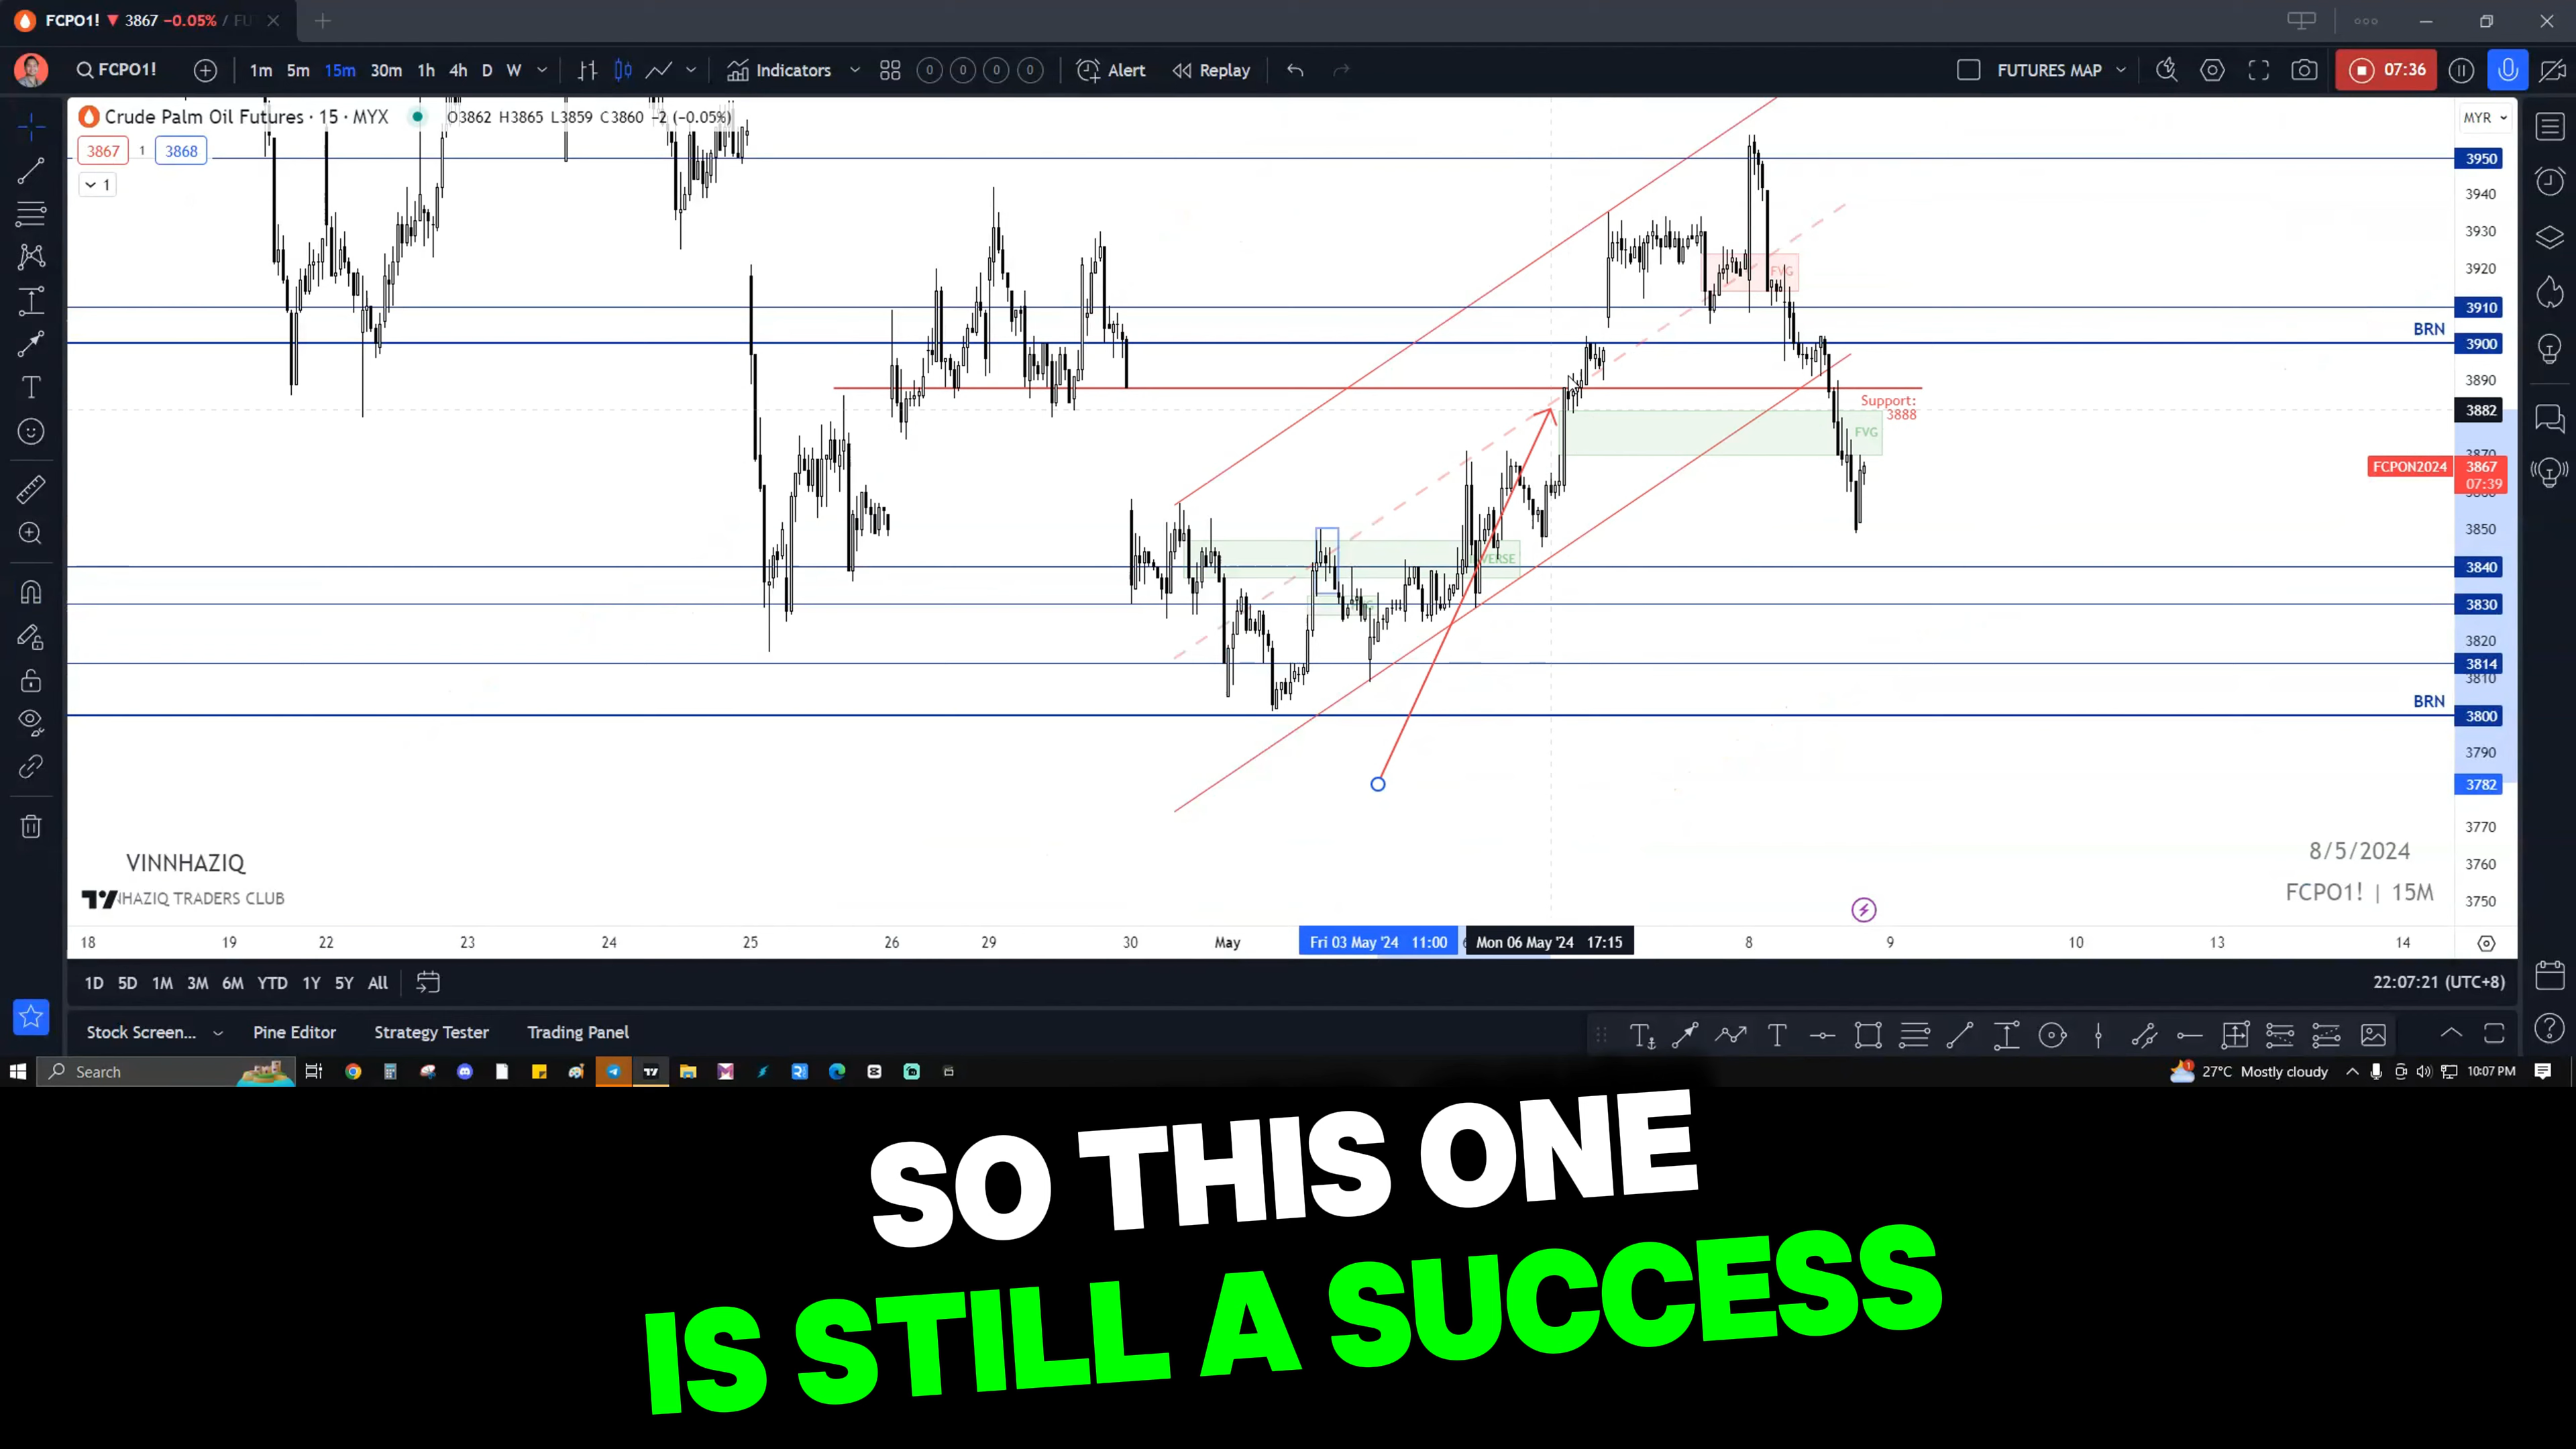 FCPO1! ▼ 3867 -0.05% / FU
FCPO1! 1m 5m 15m 30m 1h 4h D W Indicators Alert Replay FUTURES MAP 07:36
Crude Palm Oil Futures · 15 · MYX O3862 H3865 L3859 C3860 -2 (-0.05%) MYR
3867 1 3868
1
3950
3940
3930
3920
FVG
3910
BRN
3900
3890
Support:
3888
3882
FVG
3870
FCPON2024 3867
07:39
3860
3850
VERSE
3840
3830
3820
3814
3810
BRN
3800
3790
3782
3770
3760
3750
VINNHAZIQ
HAZIQ TRADERS CLUB
8/5/2024
FCPO1! | 15M
18 19 22 23 24 25 26 29 30 May Fri 03 May '24 11:00 Mon 06 May '24 17:15 8 9 10 13 14
1D 5D 1M 3M 6M YTD 1Y 5Y All 22:07:21 (UTC+8)
Stock Screen... Pine Editor Strategy Tester Trading Panel
Search 27°C Mostly cloudy 10:07 PM
SO THIS ONE
IS STILL A SUCCESS